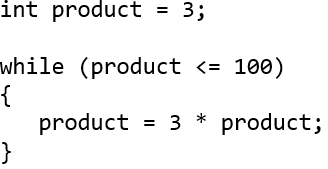 int product = 3;

while (product <= 100)
{
   product = 3 * product;
}